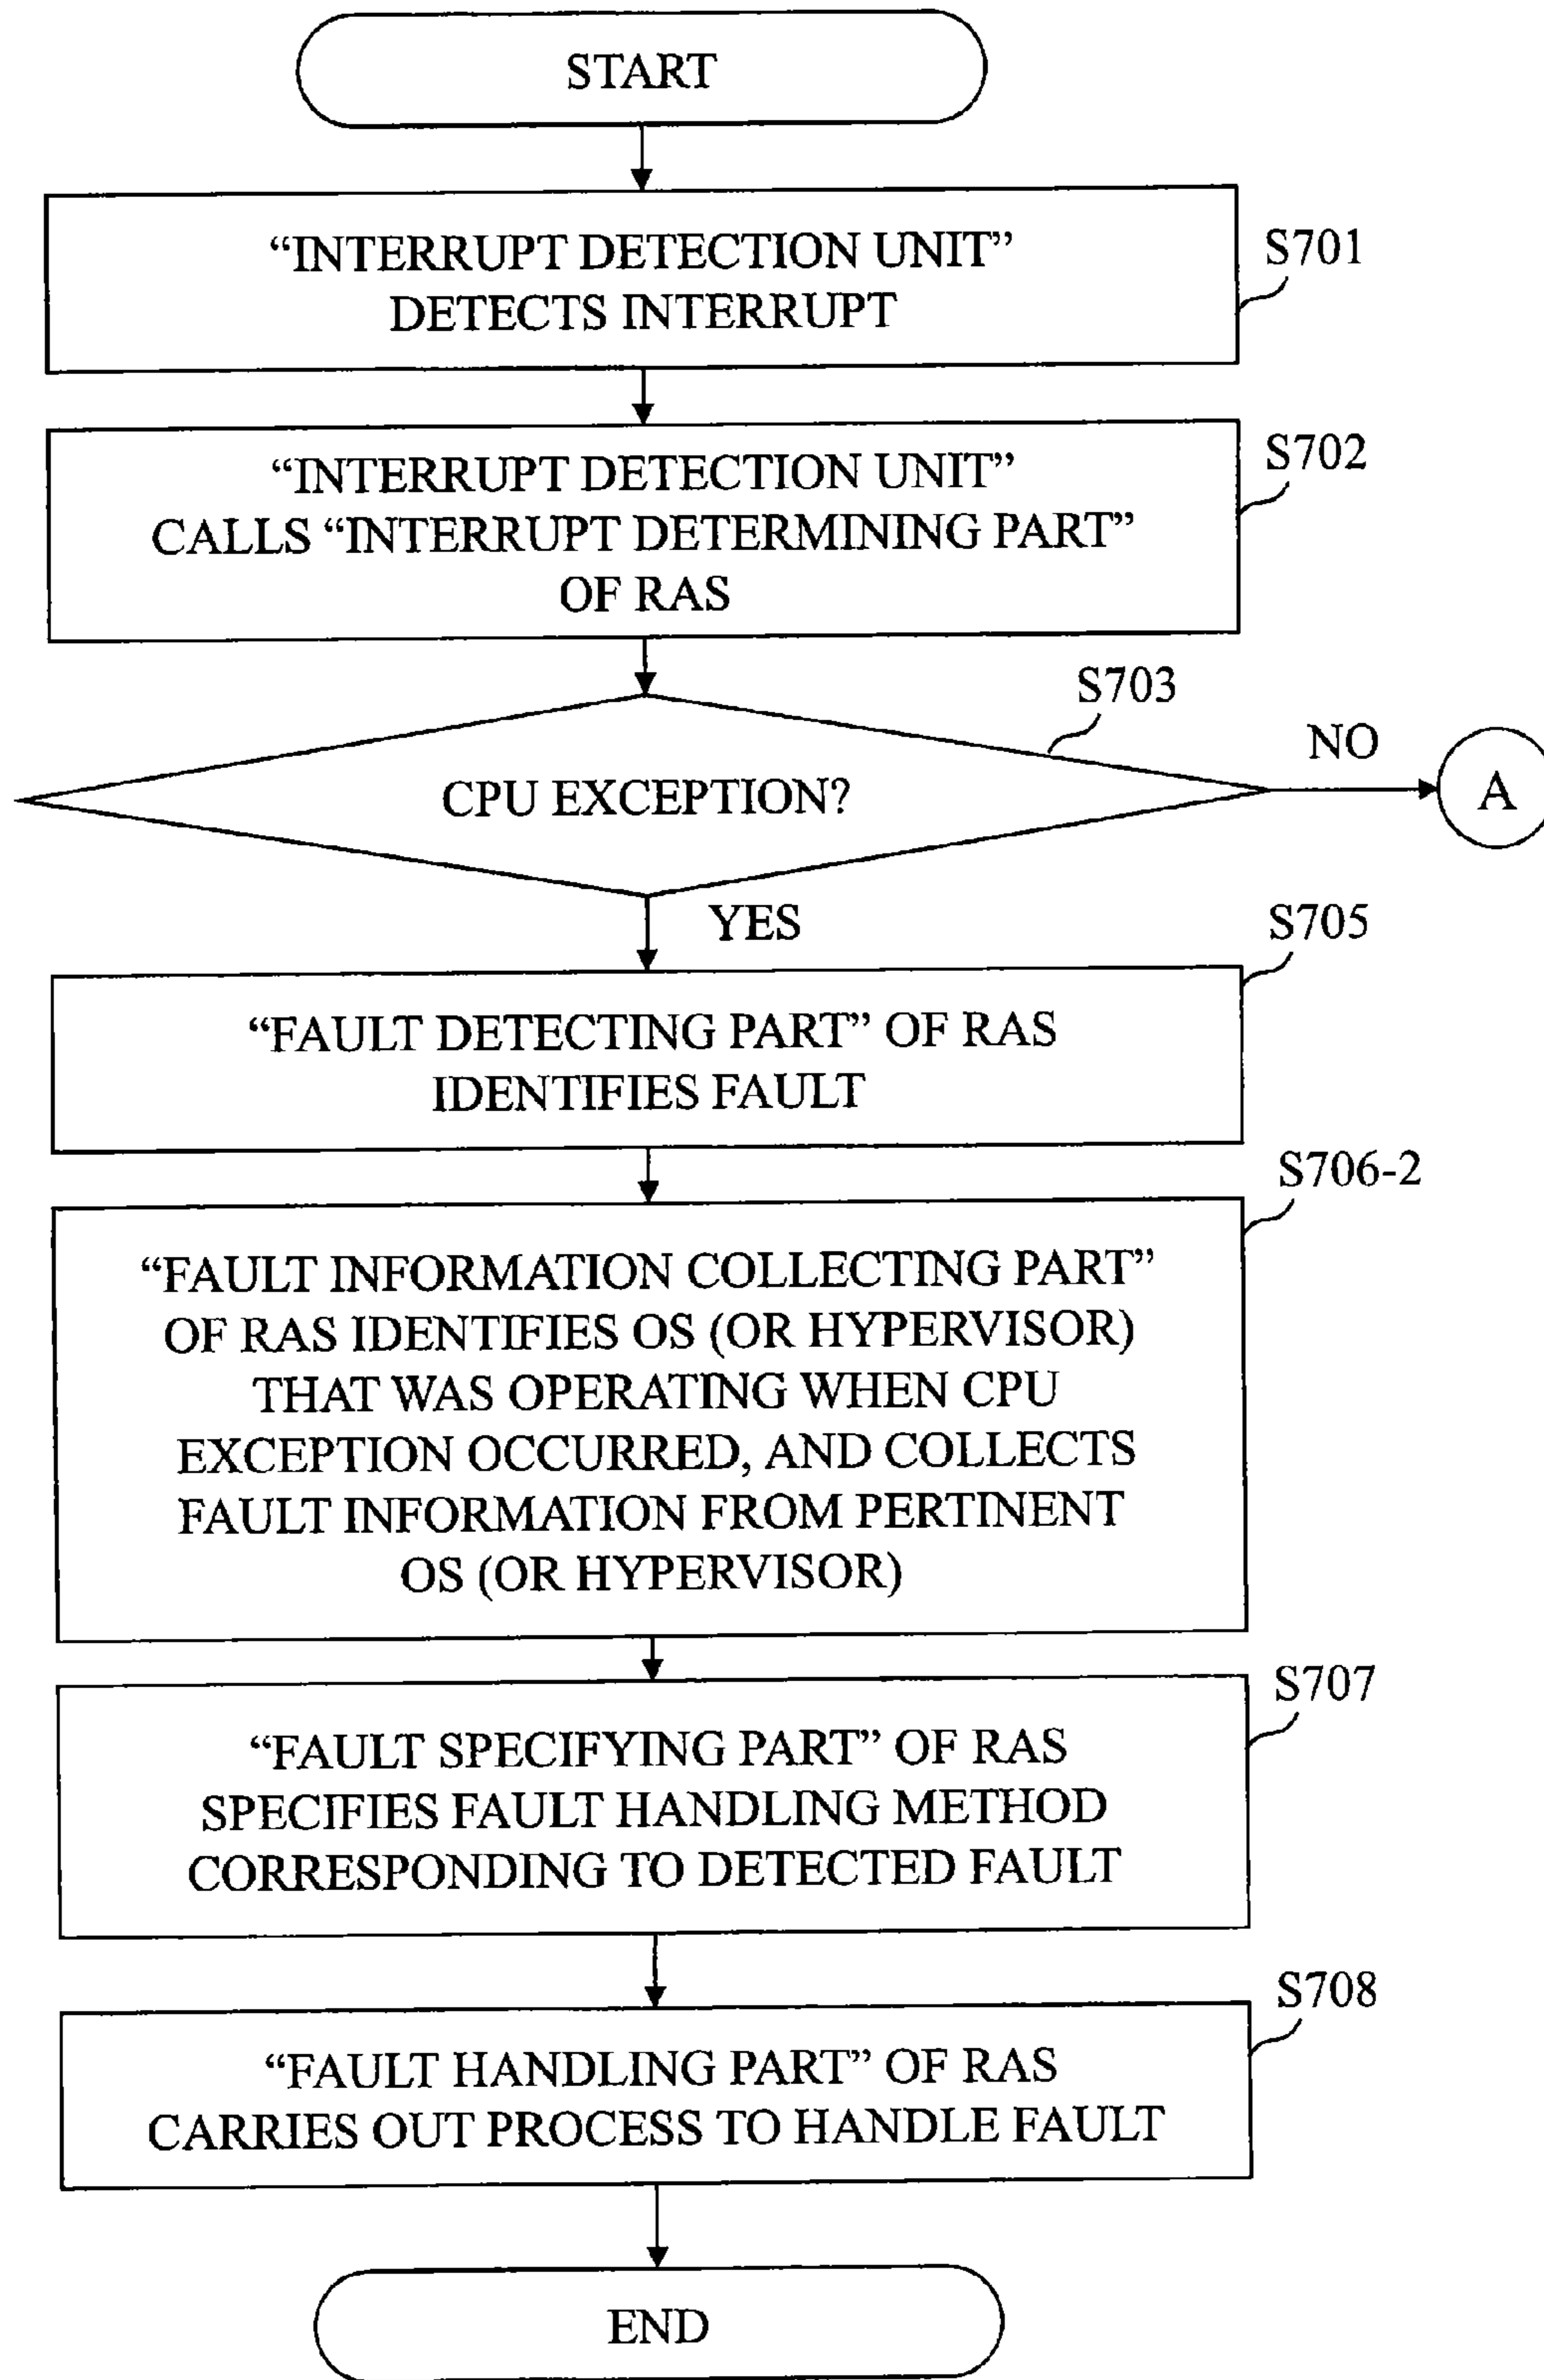 START
“INTERRUPT DETECTION UNIT”
DETECTS INTERRUPT
S701
“INTERRUPT DETECTION UNIT”
CALLS “INTERRUPT DETERMINING PART”
OF RAS
S702
S703
CPU EXCEPTION?
NO
A
YES
S705
“FAULT DETECTING PART” OF RAS
IDENTIFIES FAULT
S706-2
“FAULT INFORMATION COLLECTING PART”
OF RAS IDENTIFIES OS (OR HYPERVISOR)
THAT WAS OPERATING WHEN CPU
EXCEPTION OCCURRED, AND COLLECTS
FAULT INFORMATION FROM PERTINENT
OS (OR HYPERVISOR)
S707
“FAULT SPECIFYING PART” OF RAS
SPECIFIES FAULT HANDLING METHOD
CORRESPONDING TO DETECTED FAULT
S708
“FAULT HANDLING PART” OF RAS
CARRIES OUT PROCESS TO HANDLE FAULT
END